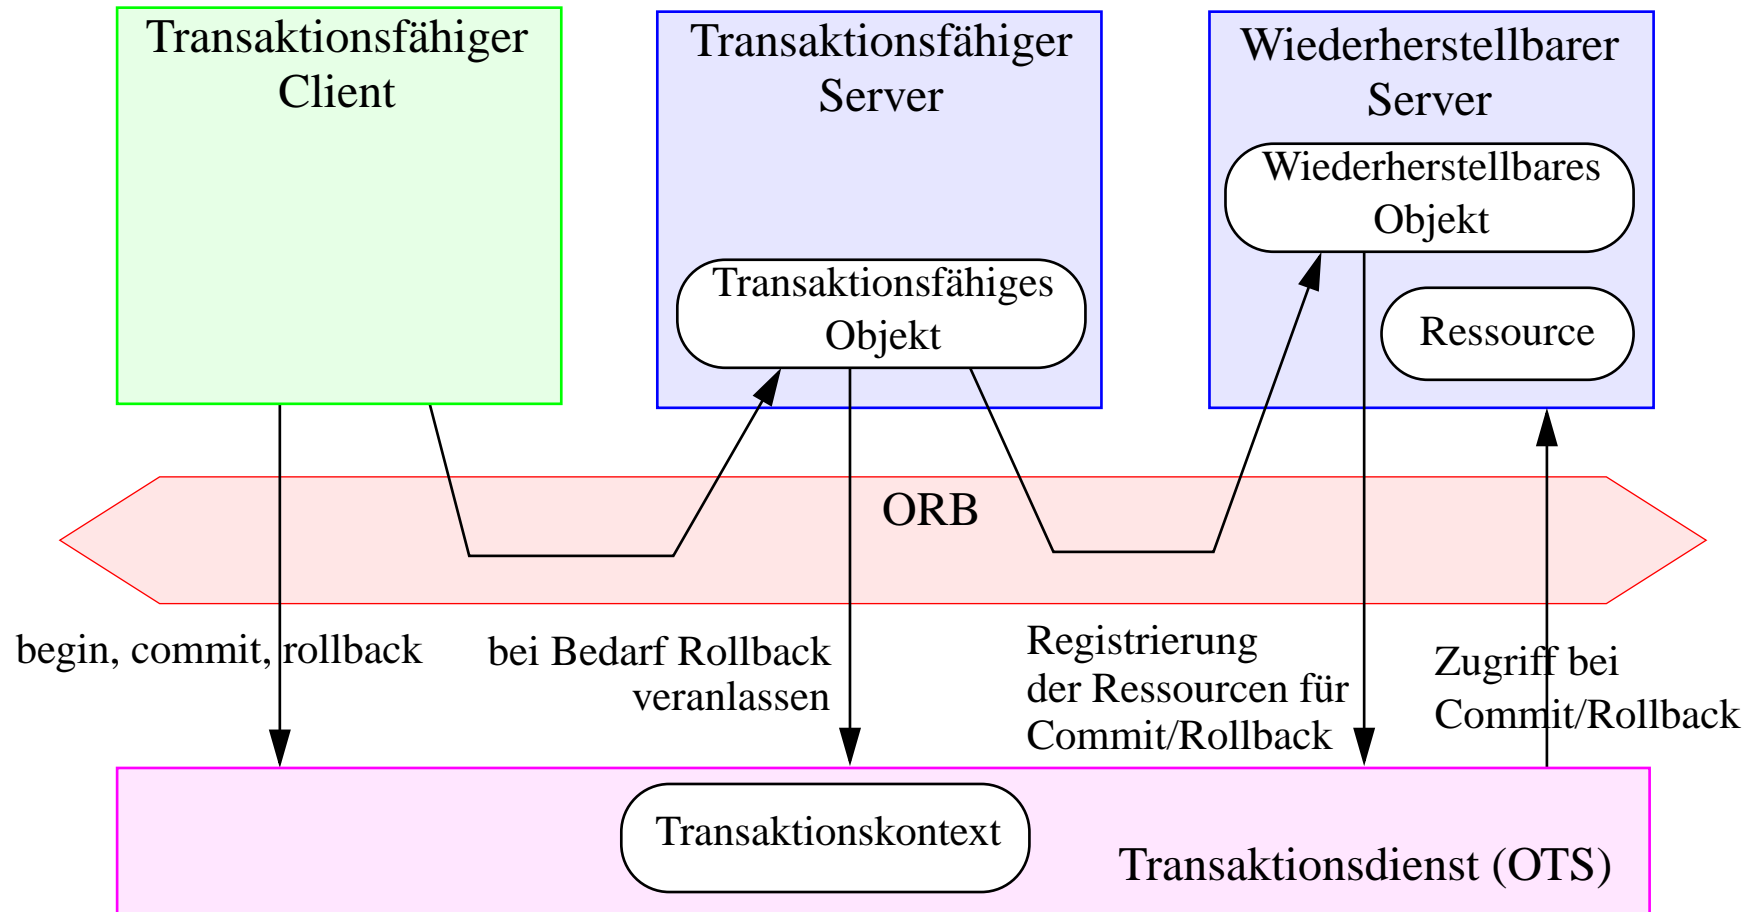 Transaktionsfähiger
Client
Transaktionsfähiger
Server
Transaktionsfähiges
Objekt
Wiederherstellbarer
Server
Wiederherstellbares
Objekt
Ressource
ORB
begin, commit, rollback
bei Bedarf Rollback
veranlassen
Registrierung
der Ressourcen für
Commit/Rollback
Zugriff bei
Commit/Rollback
Transaktionskontext
Transaktionsdienst (OTS)